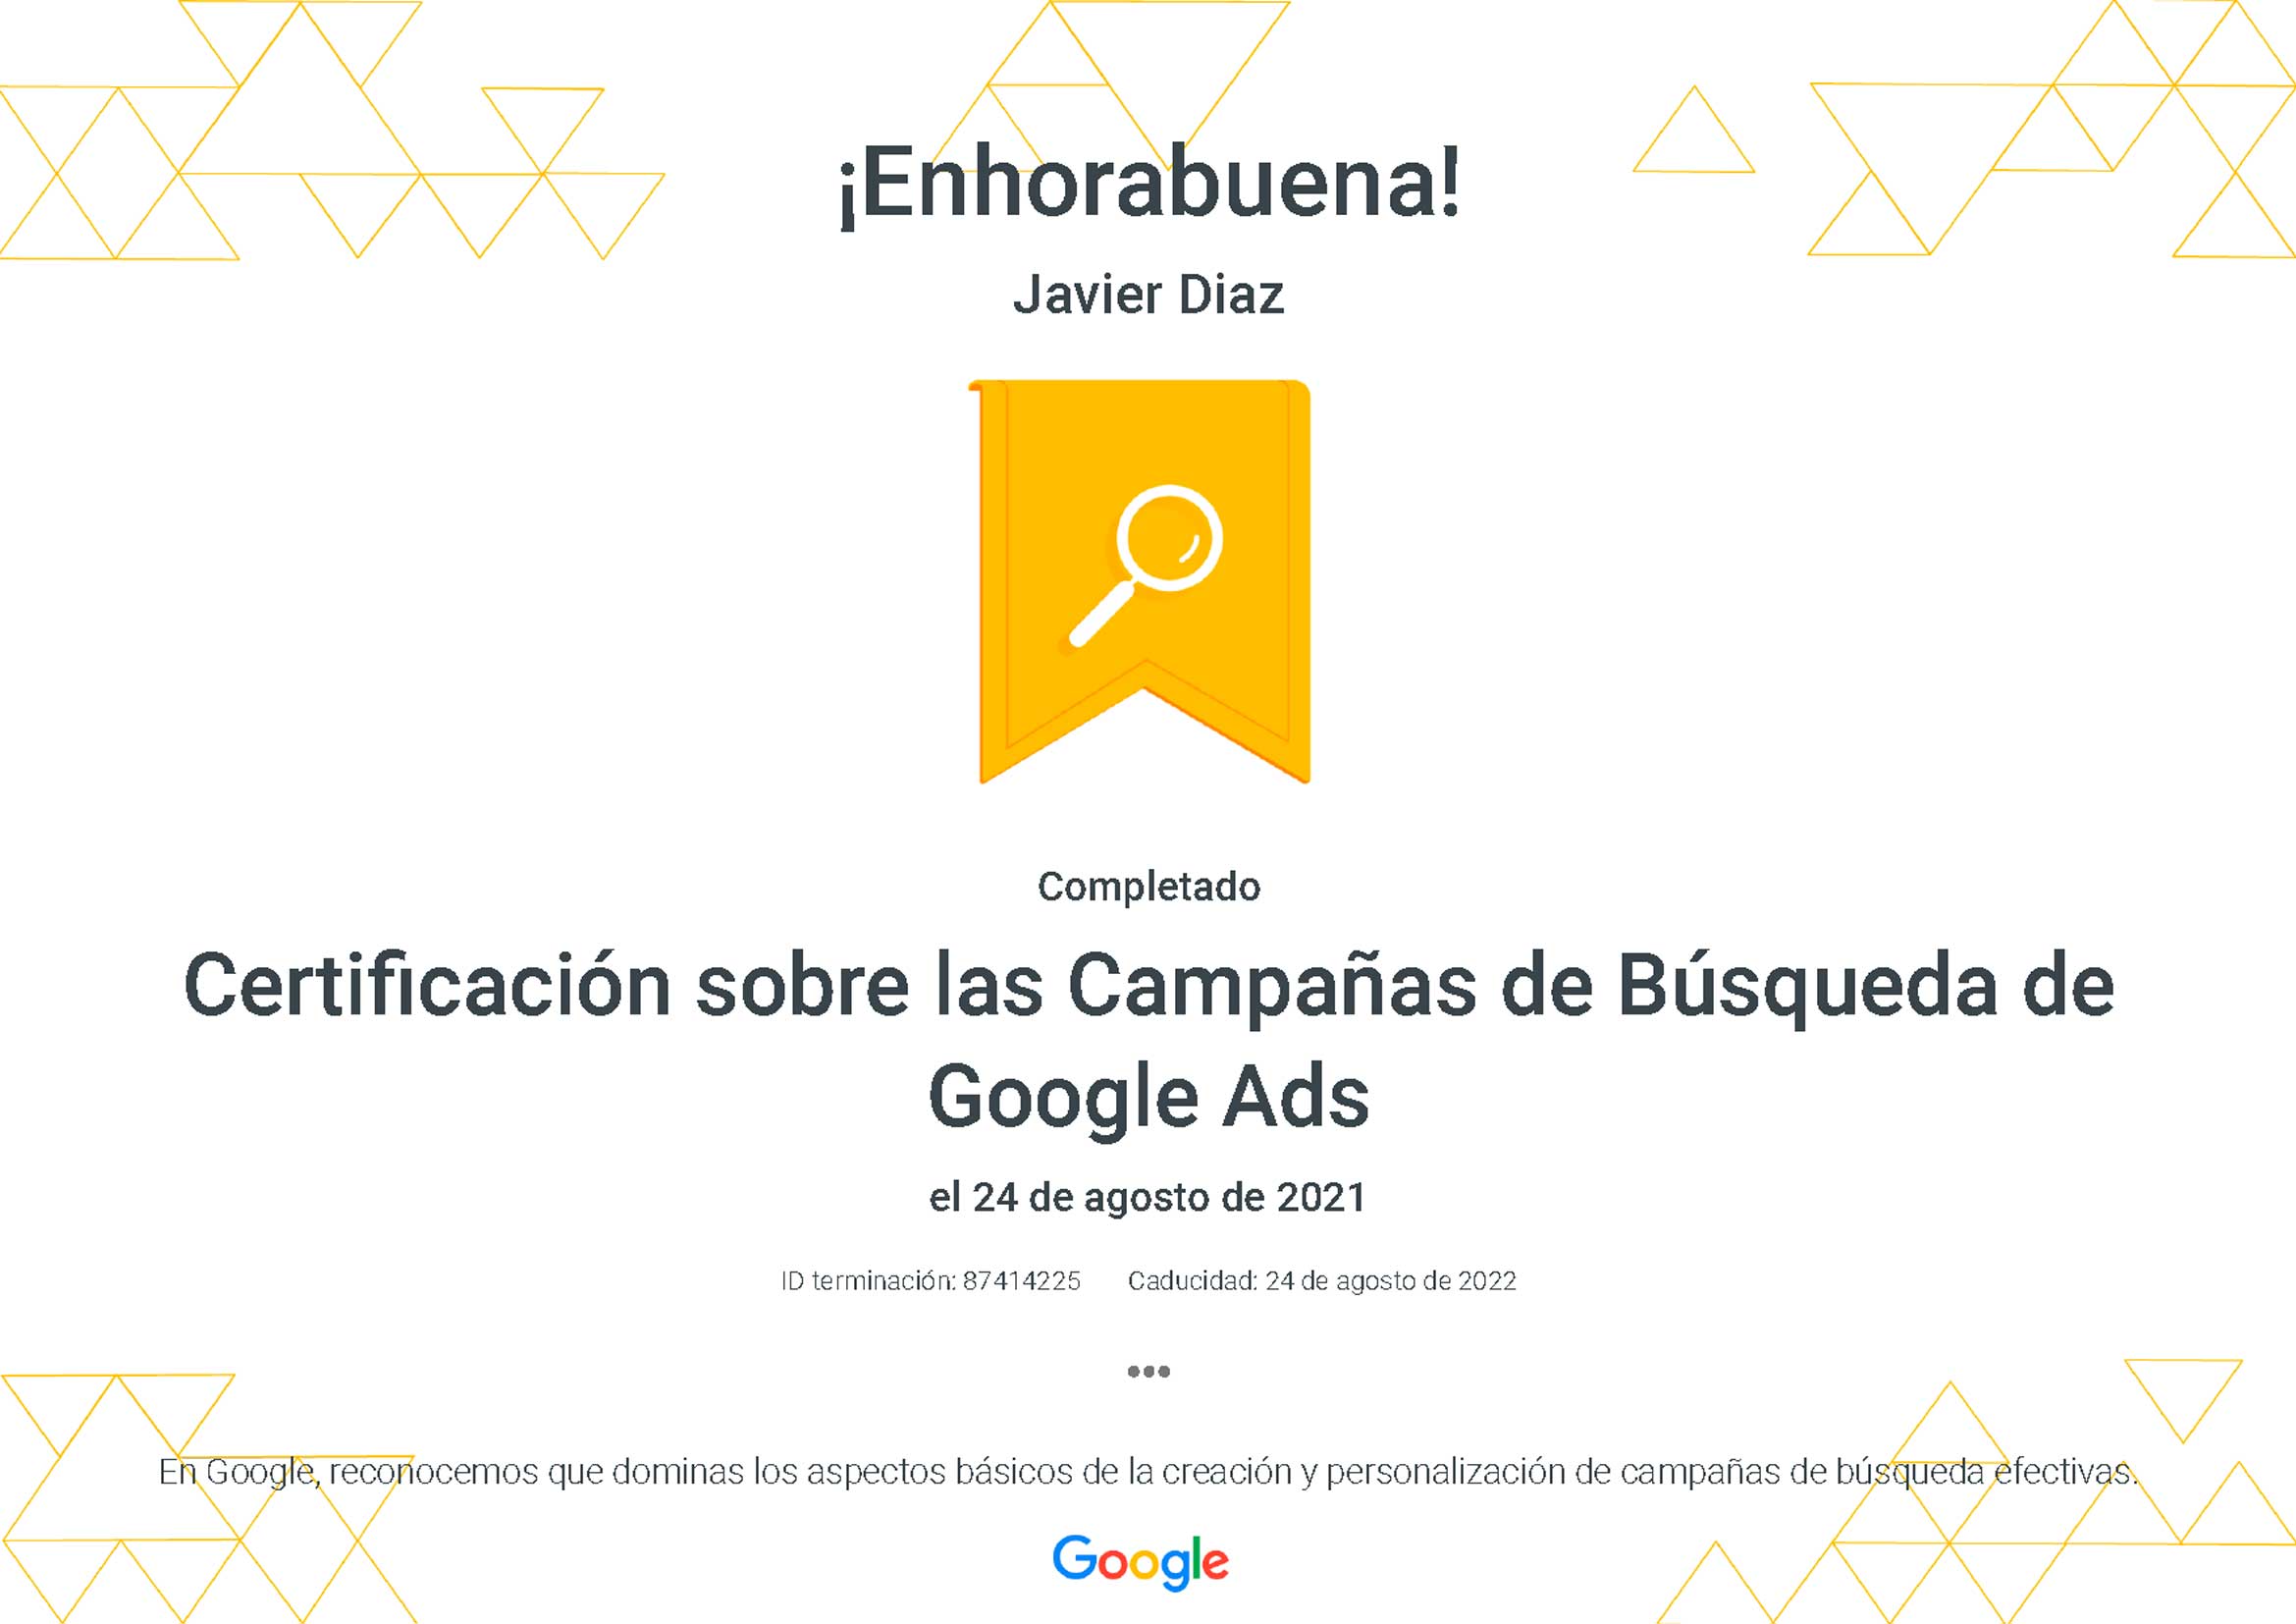 ¡Enhorabuena!
Javier Diaz
Completado
Certificación sobre las Campañas de Búsqueda de
Google Ads
el 24 de agosto de 2021
ID terminación: 87414225 Caducidad: 24 de agosto de 2022
En Google, reconocemos que dominas los aspectos básicos de la creación y personalización de campañas de búsqueda efectivas.
Google